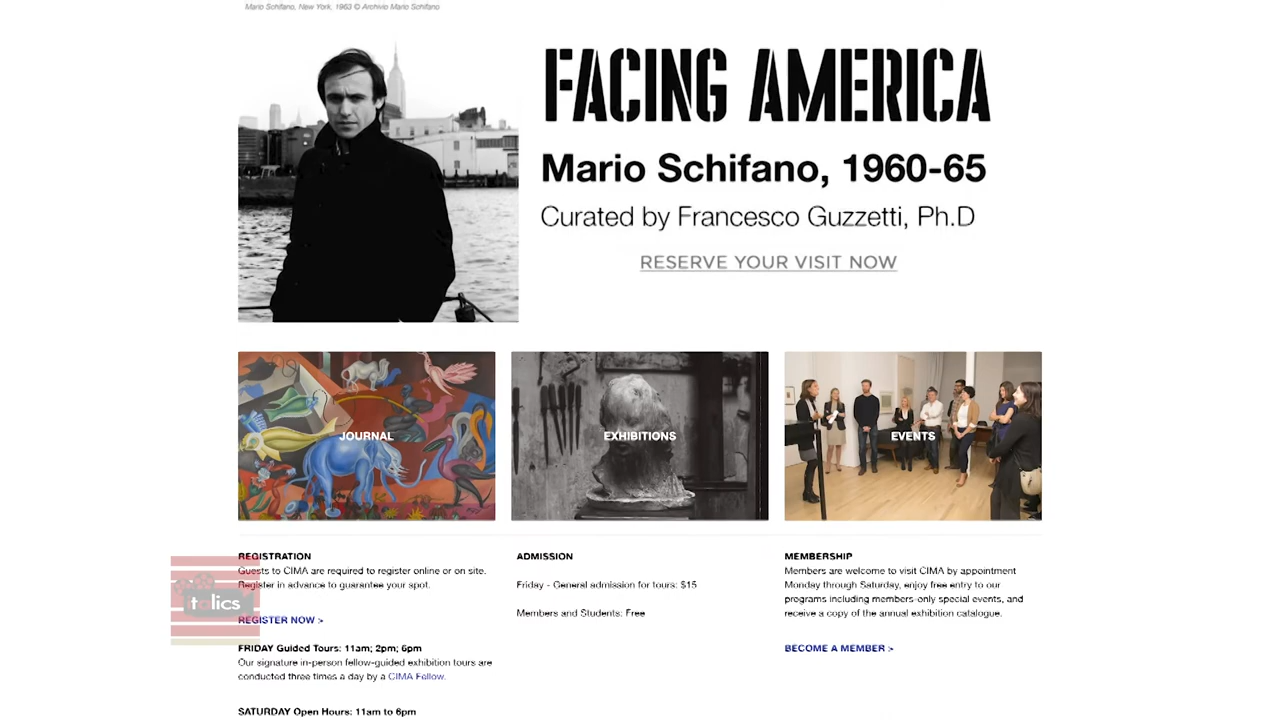 Mario Schifano, New York, 1963 © Archivio Mario Schifano
FACING AMERICA
Mario Schifano, 1960-65
Curated by Francesco Guzzetti, Ph.D
RESERVE YOUR VISIT NOW
JOURNAL
EXHIBITIONS
EVENTS
REGISTRATION
Guests to CIMA are required to register online or on site.
Register in advance to guarantee your spot.
REGISTER NOW >
FRIDAY Guided Tours: 11am; 2pm; 6pm
Our signature in-person fellow-guided exhibition tours are
conducted three times a day by a CIMA Fellow.
SATURDAY Open Hours: 11am to 6pm
ADMISSION
Friday - General admission for tours: $15
Members and Students: Free
MEMBERSHIP
Members are welcome to visit CIMA by appointment
Monday through Saturday, enjoy free entry to our
programs including members-only special events, and
receive a copy of the annual exhibition catalogue.
BECOME A MEMBER >
italics